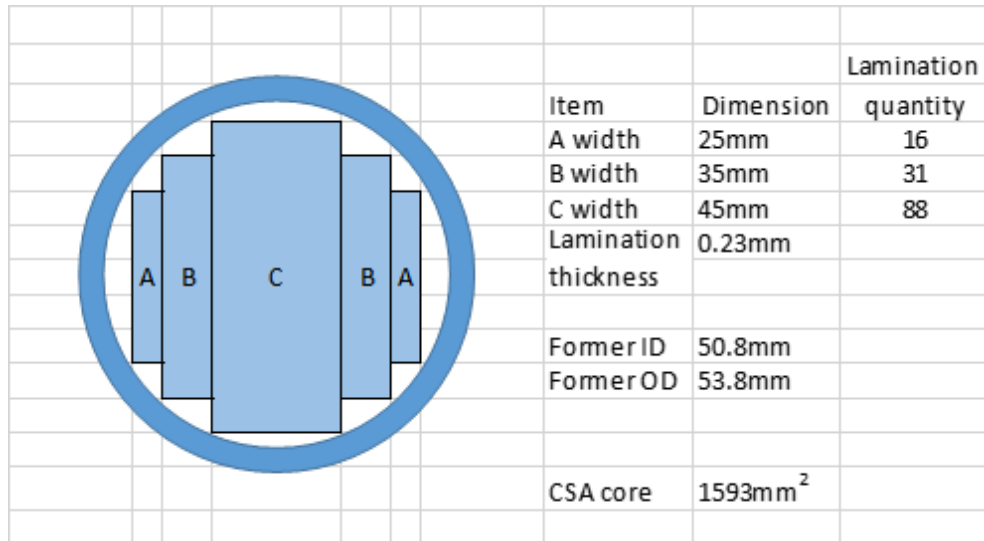 Lamination
Item Dimension quantity
A width 25mm 16
B width 35mm 31
C width 45mm 88
Lamination 0.23mm
thickness
A B C B A
Former ID 50.8mm
Former OD 53.8mm
CSA core 1593mm²